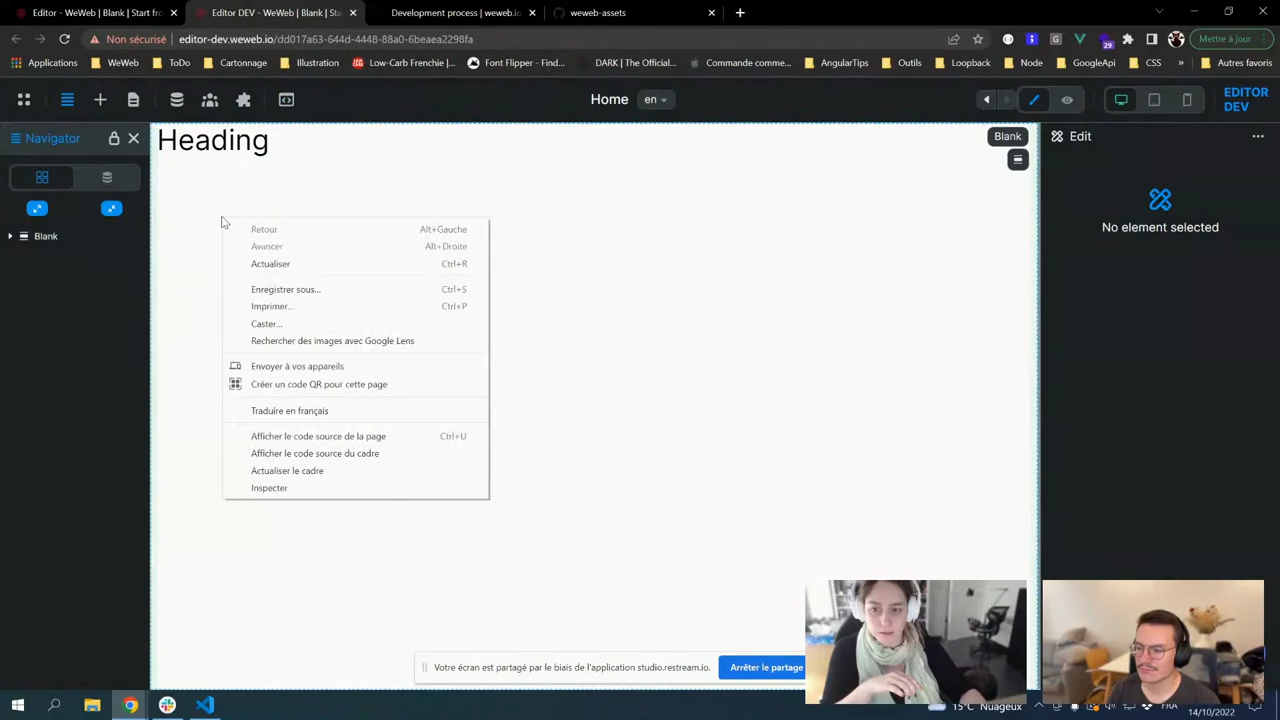 Editor - WeWeb | Blank | Start fro
Editor DEV - WeWeb | Blank | Sta
Development process | weweb.io
weweb-assets
Non sécurisé
editor-dev.weweb.io/dd017a63-644d-4448-88a0-6beaea2298fa
29
Mettre à jour
Applications
WeWeb
ToDo
Cartonnage
Illustration
Low-Carb Frenchie |...
Font Flipper - Find...
DARK | The Official...
Commande comme...
AngularTips
Outils
Loopback
Node
GoogleApi
CSS
»
Autres favoris
Home
en
EDITOR
DEV
Navigator
Heading
Blank
Edit
No element selected
Blank
Retour Alt+Gauche
Avancer Alt+Droite
Actualiser Ctrl+R
Enregistrer sous... Ctrl+S
Imprimer... Ctrl+P
Caster...
Rechercher des images avec Google Lens
Envoyer à vos appareils
Créer un code QR pour cette page
Traduire en français
Afficher le code source de la page Ctrl+U
Afficher le code source du cadre
Actualiser le cadre
Inspecter
Votre écran est partagé par le biais de l'application studio.restream.io.
Arrêter le partage
15°C Nuageux
FRA
14/10/2022